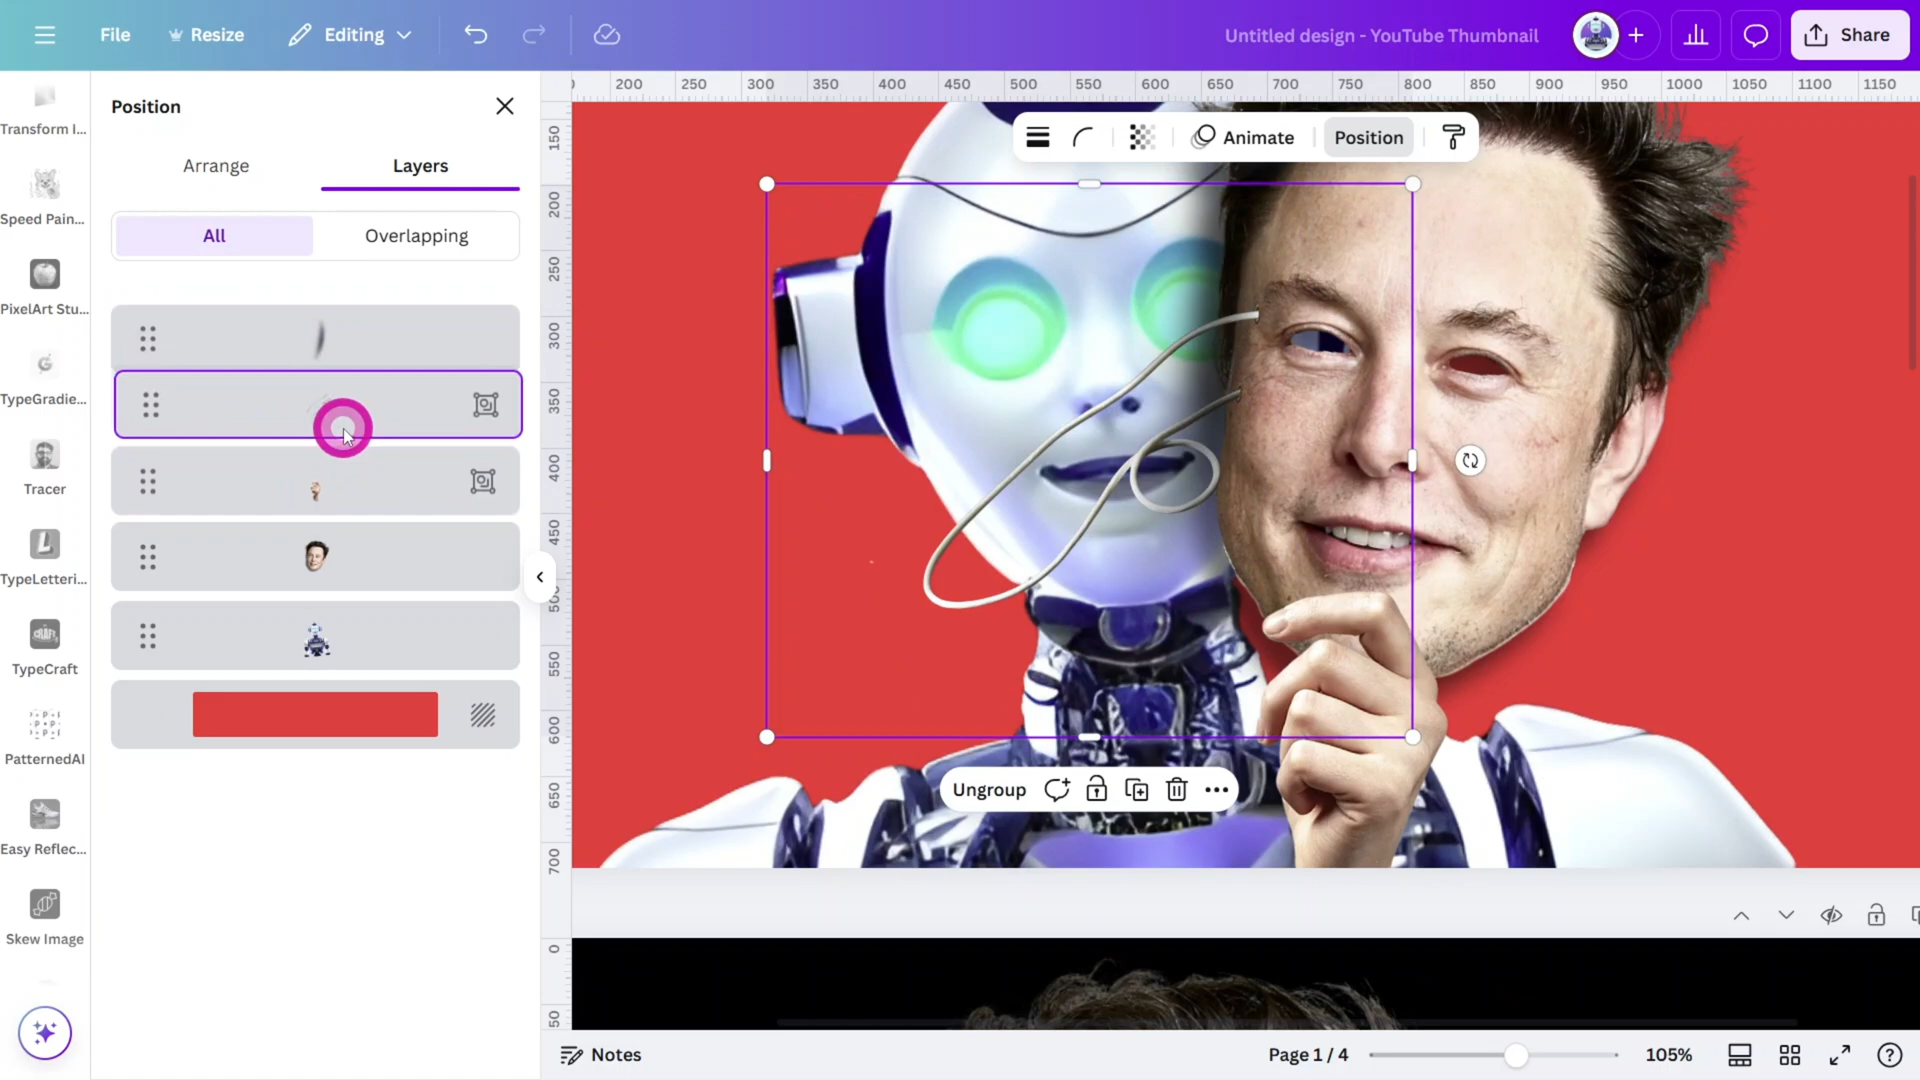 File
Resize
Editing
Untitled design - YouTube Thumbnail
Share
Transform I...
Speed Pain...
PixelArt Stu...
TypeGradie...
Tracer
TypeLetteri...
TypeCraft
PatternedAI
Easy Reflec...
Skew Image
Position
Arrange
Layers
All
Overlapping
200 250 300 350 400 450 500 550 600 650 700 750 800 850 900 950 1000 1050 1100 1150
150
200
250
300
350
400
450
550
600
650
700
0
50
Animate
Position
Ungroup
Notes
Page 1 / 4
105%